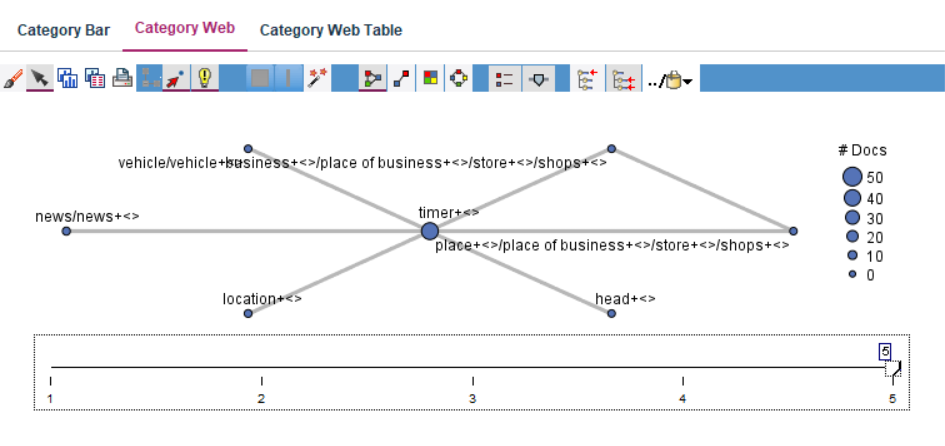 Category Bar Category Web Category Web Table
../
# Docs
vehicle/vehicle+<>
business+<>/place of business+<>/store+<>/shops+<>
50
40
news/news+<>
timer+<>
30
place+<>/place of business+<>/store+<>/shops+<>
20
10
0
location+<>
head+<>
5
1 2 3 4 5